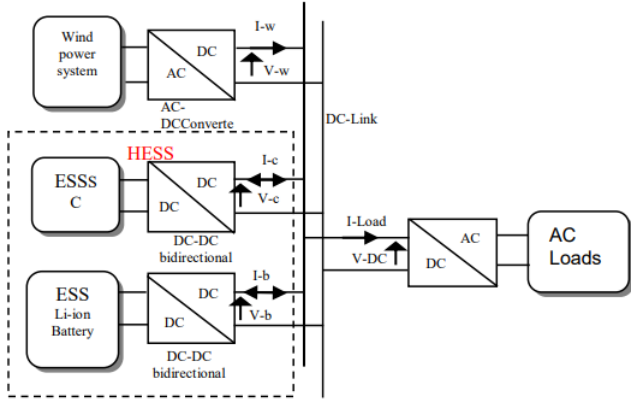 Wind
power
system
DC
AC
AC-
DCConverte
I-w
V-w
DC-Link
HESS
ESSs
C
DC
DC
DC-DC
bidirectional
I-c
V-c
ESS
Li-ion
Battery
DC
DC
DC-DC
bidirectional
I-b
V-b
I-Load
V-DC
AC
DC
AC
Loads